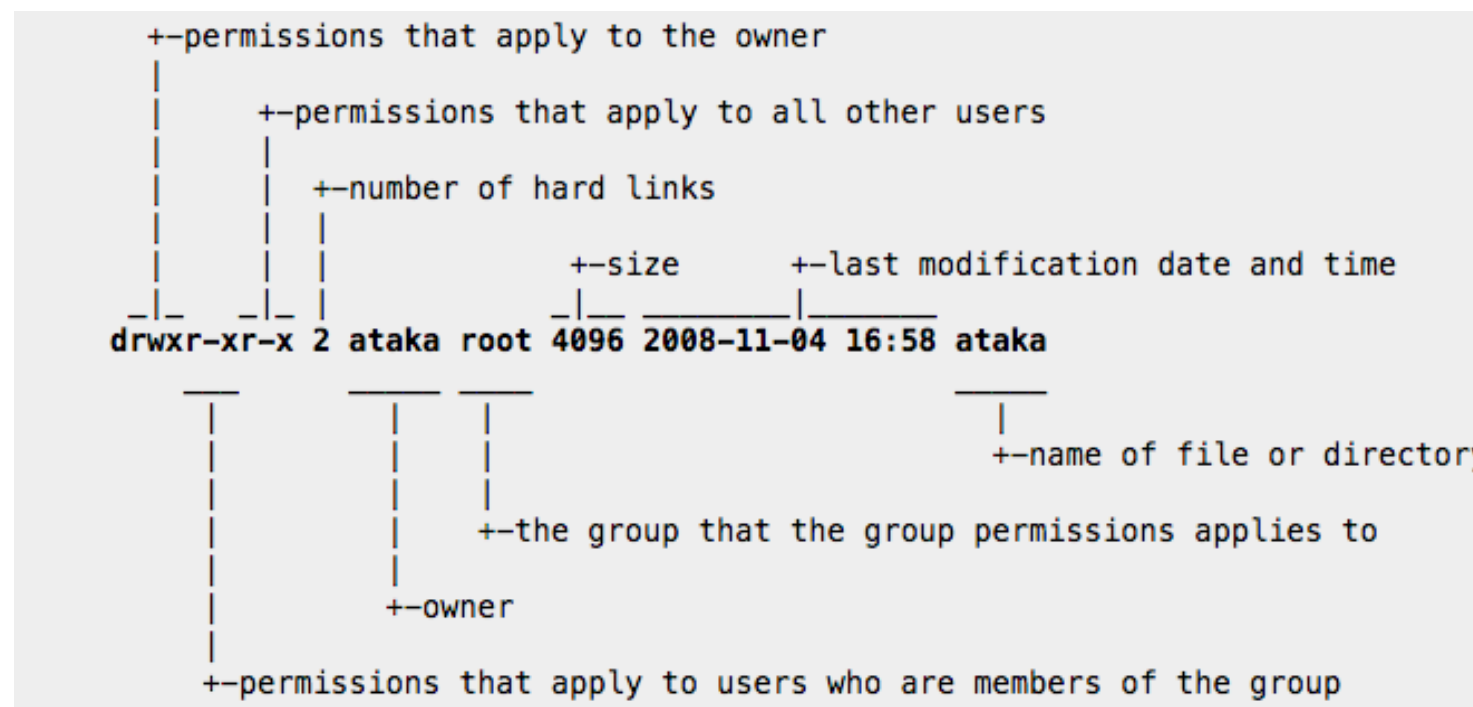 +-permissions that apply to the owner
+-permissions that apply to all other users
+-number of hard links
+-size +-last modification date and time
drwxr-xr-x 2 ataka root 4096 2008-11-04 16:58 ataka
+-name of file or directory
+-the group that the group permissions applies to
+-owner
+-permissions that apply to users who are members of the group